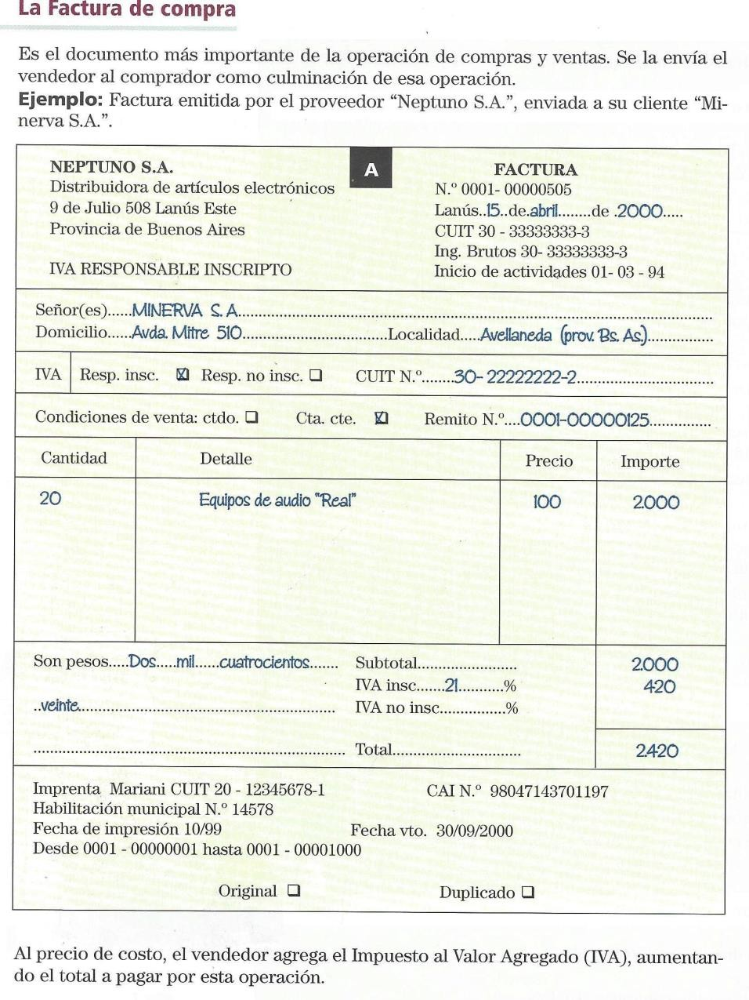 La Factura de compra
Es el documento más importante de la operación de compras y ventas. Se la envía el
vendedor al comprador como culminación de esa operación.
Ejemplo: Factura emitida por el proveedor “Neptuno S.A.”, enviada a su cliente “Mi-
nerva S.A.”.
NEPTUNO S.A.
Distribuidora de artículos electrónicos
9 de Julio 508 Lanús Este
Provincia de Buenos Aires
IVA RESPONSABLE INSCRIPTO
A
FACTURA
N.º 0001- 00000505
Lanús..15..de.abril........de .2000.....
CUIT 30 - 33333333-3
Ing. Brutos 30- 33333333-3
Inicio de actividades 01- 03 - 94
Señor(es)......MINERVA S. A.....
Domicilio......Avda. Mitre 510.....Localidad.....Avellaneda (prov. Bs. As.).....
IVA Resp. insc. ☒ Resp. no insc. ❏ CUIT N.º........30- 22222222-2.....
Condiciones de venta: ctdo. ❏ Cta. cte. ☒ Remito N.º....0001-00000125.....
Cantidad Detalle Precio Importe
20 Equipos de audio “Real” 100 2.000
Son pesos.....Dos.....mil......cuatrocientos....... Subtotal..... 2.000
IVA insc.......21..........% 420
..veinte..... IVA no insc...............%
Total..... 2.420
Imprenta Mariani CUIT 20 - 12345678-1 CAI N.º 98047143701197
Habilitación municipal N.º 14578
Fecha de impresión 10/99 Fecha vto. 30/09/2000
Desde 0001 - 00000001 hasta 0001 - 00001000
Original ❏ Duplicado ❏
Al precio de costo, el vendedor agrega el Impuesto al Valor Agregado (IVA), aumentan-
do el total a pagar por esta operación.